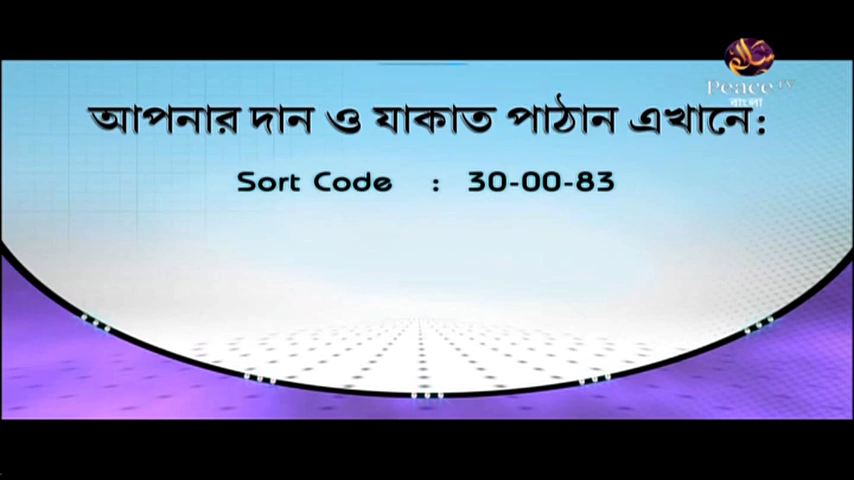 Peace TV
বাংলা
আপনার দান ও যাকাত পাঠান এখানে:
Sort Code : 30-00-83